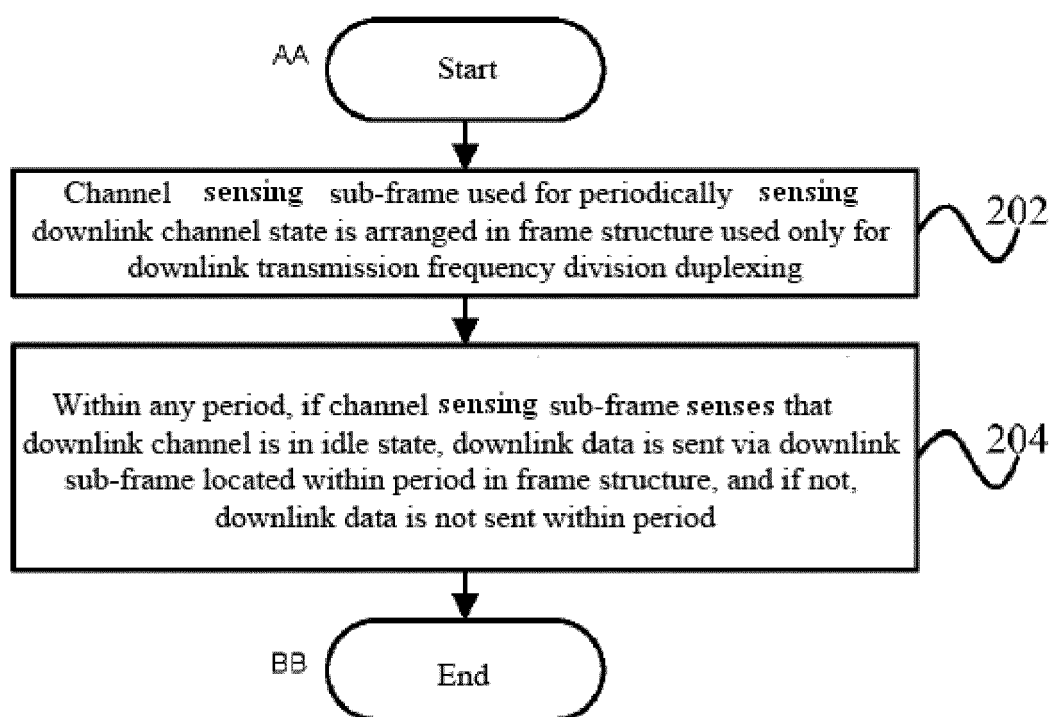 AA
Start
Channel sensing sub-frame used for periodically sensing
downlink channel state is arranged in frame structure used only for
downlink transmission frequency division duplexing
202
Within any period, if channel sensing sub-frame senses that
downlink channel is in idle state, downlink data is sent via downlink
sub-frame located within period in frame structure, and if not,
downlink data is not sent within period
204
BB
End